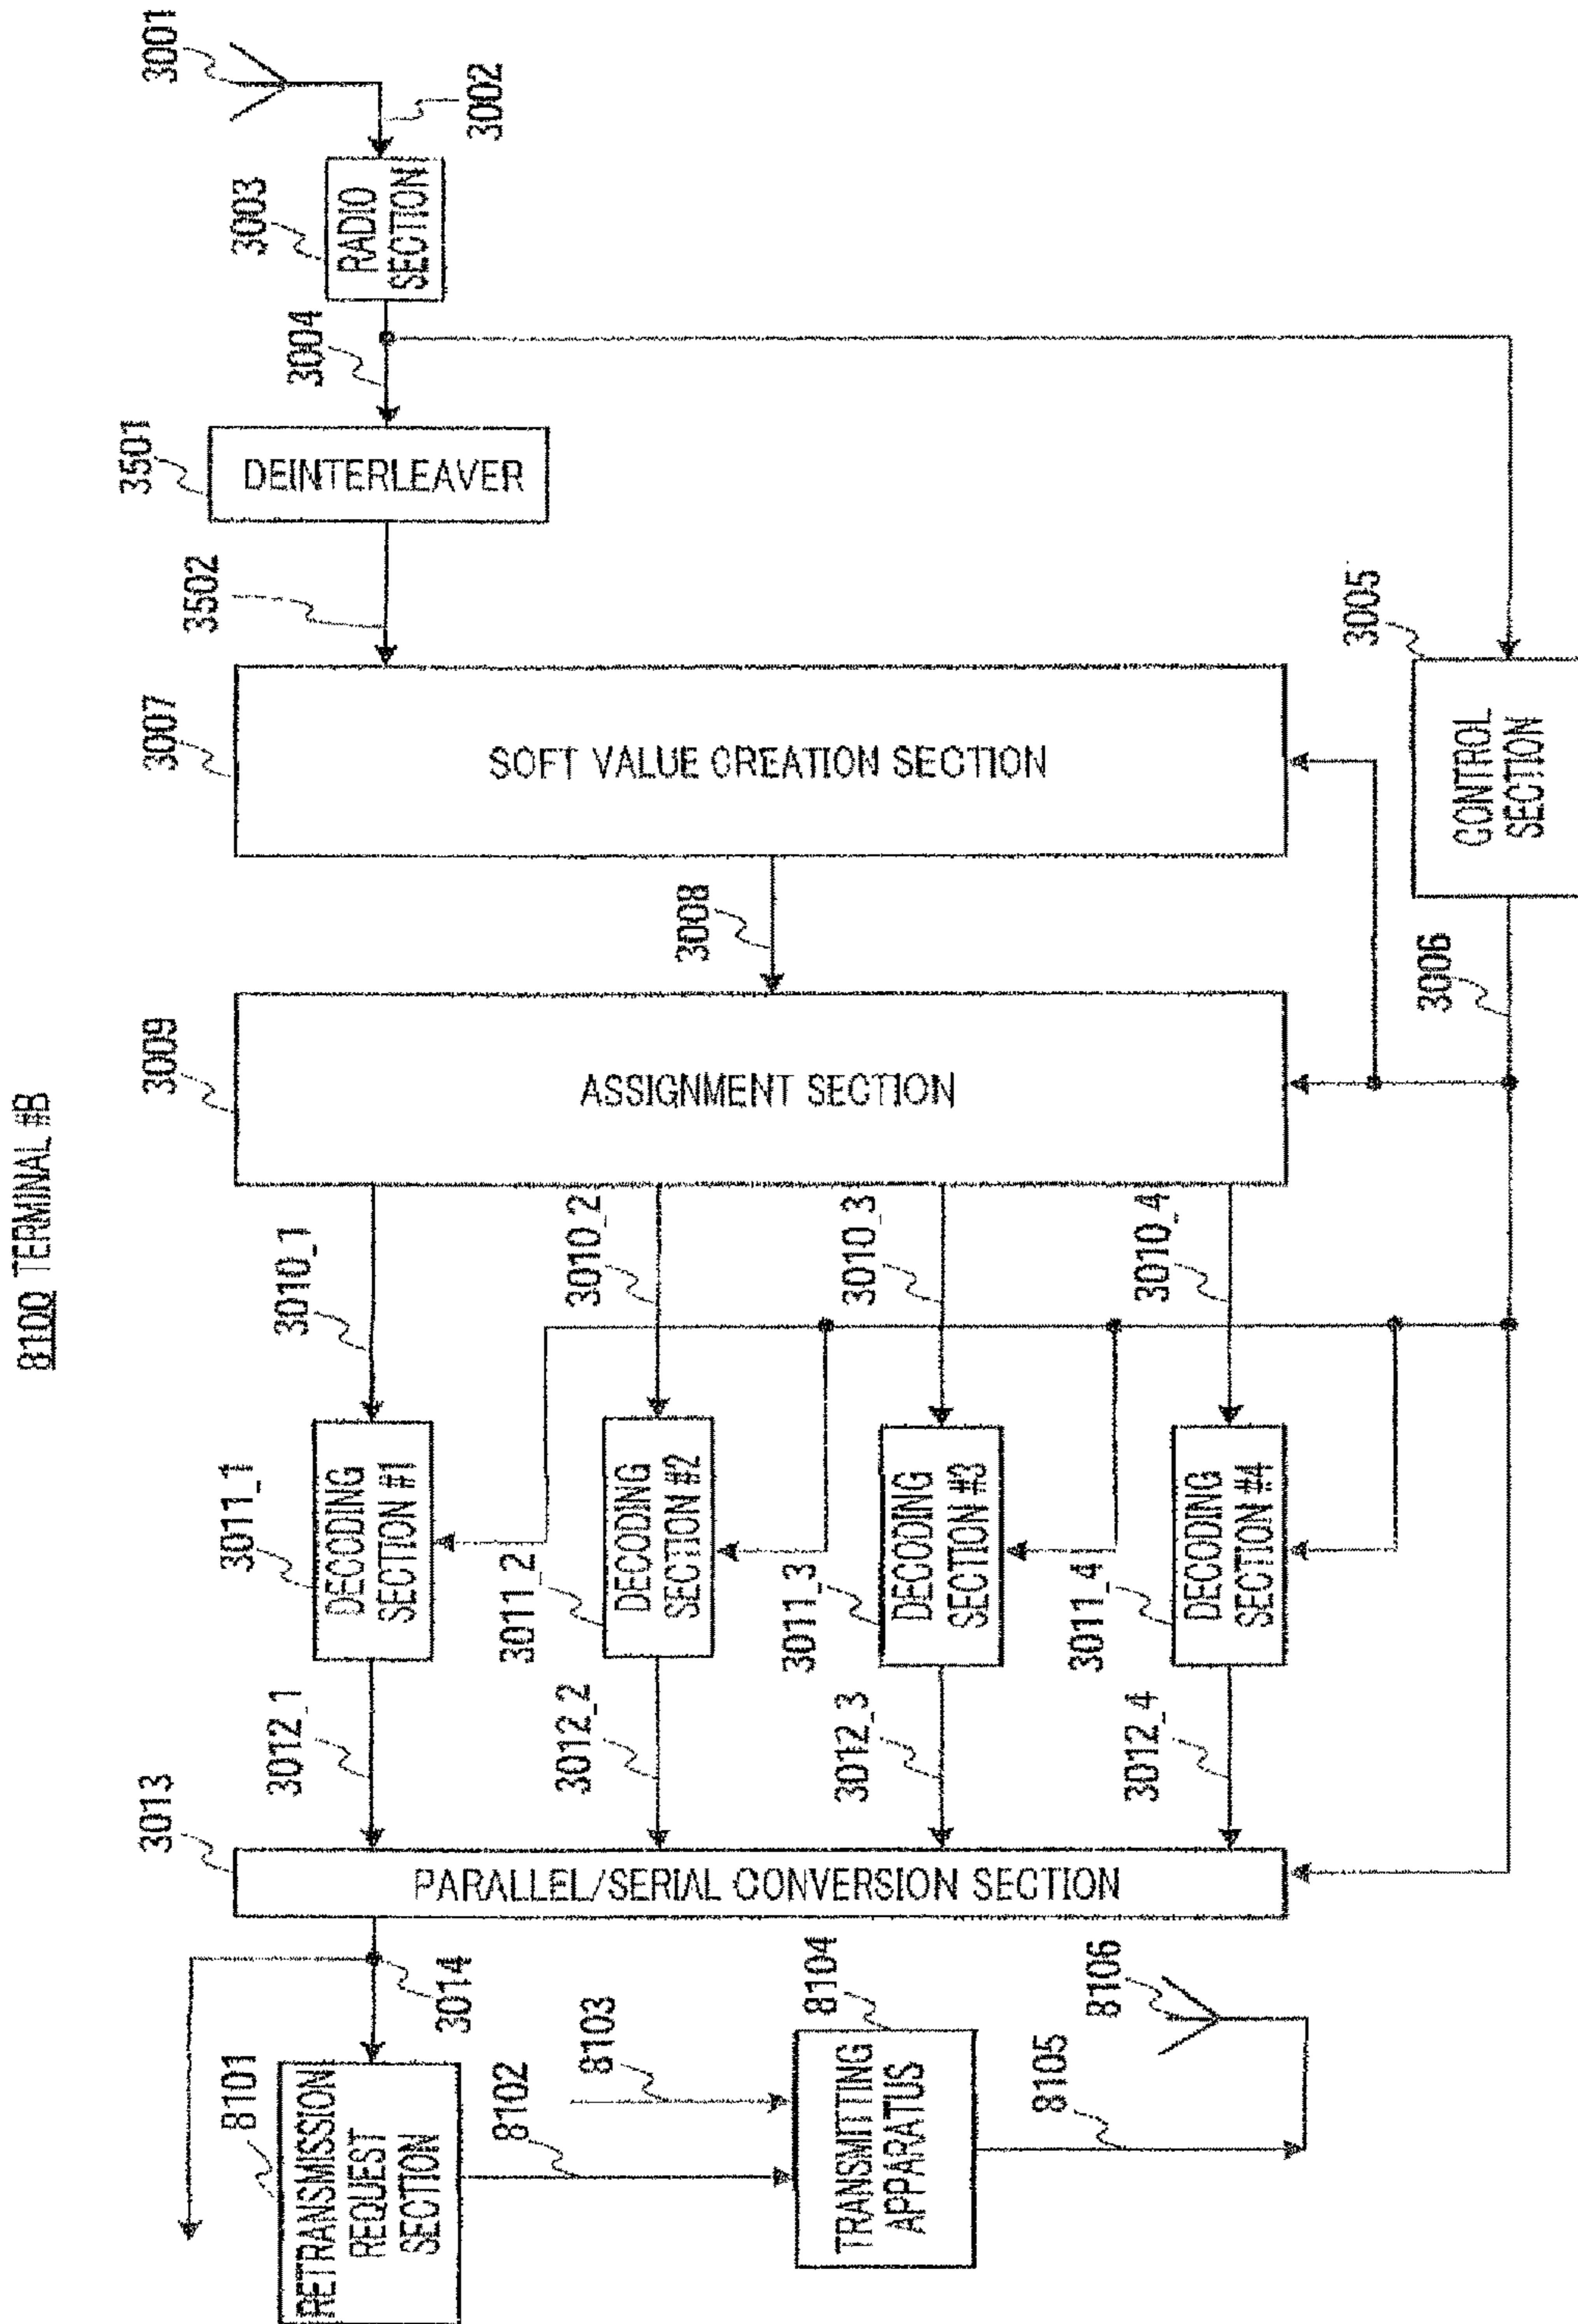 8100 TERMINAL #B
3001
3002
3003
RADIO
SECTION
3004
3501
DEINTERLEAVER
3502
3007
SOFT VALUE CREATION SECTION
3005
CONTROL
SECTION
3006
3008
3009
ASSIGNMENT SECTION
3010_1
3010_2
3010_3
3010_4
3011_1
DECODING
SECTION #1
3011_2
DECODING
SECTION #2
3011_3
DECODING
SECTION #3
3011_4
DECODING
SECTION #4
3012_1
3012_2
3012_3
3012_4
3013
PARALLEL/SERIAL CONVERSION SECTION
3014
8101
RETRANSMISSION
REQUEST
SECTION
8102
8103
8104
TRANSMITTING
APPARATUS
8105
8106